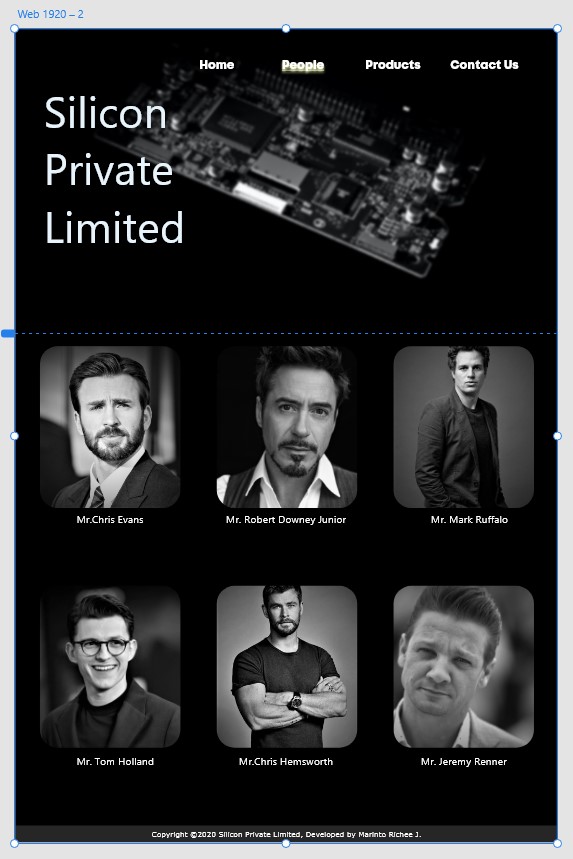 Web 1920 – 2
Home People Products Contact Us
Silicon
Private
Limited
Mr.Chris Evans Mr. Robert Downey Junior Mr. Mark Ruffalo
Mr. Tom Holland Mr.Chris Hemsworth Mr. Jeremy Renner
Copyright ©2020 Silicon Private Limited, Developed by Marinto Richee J.